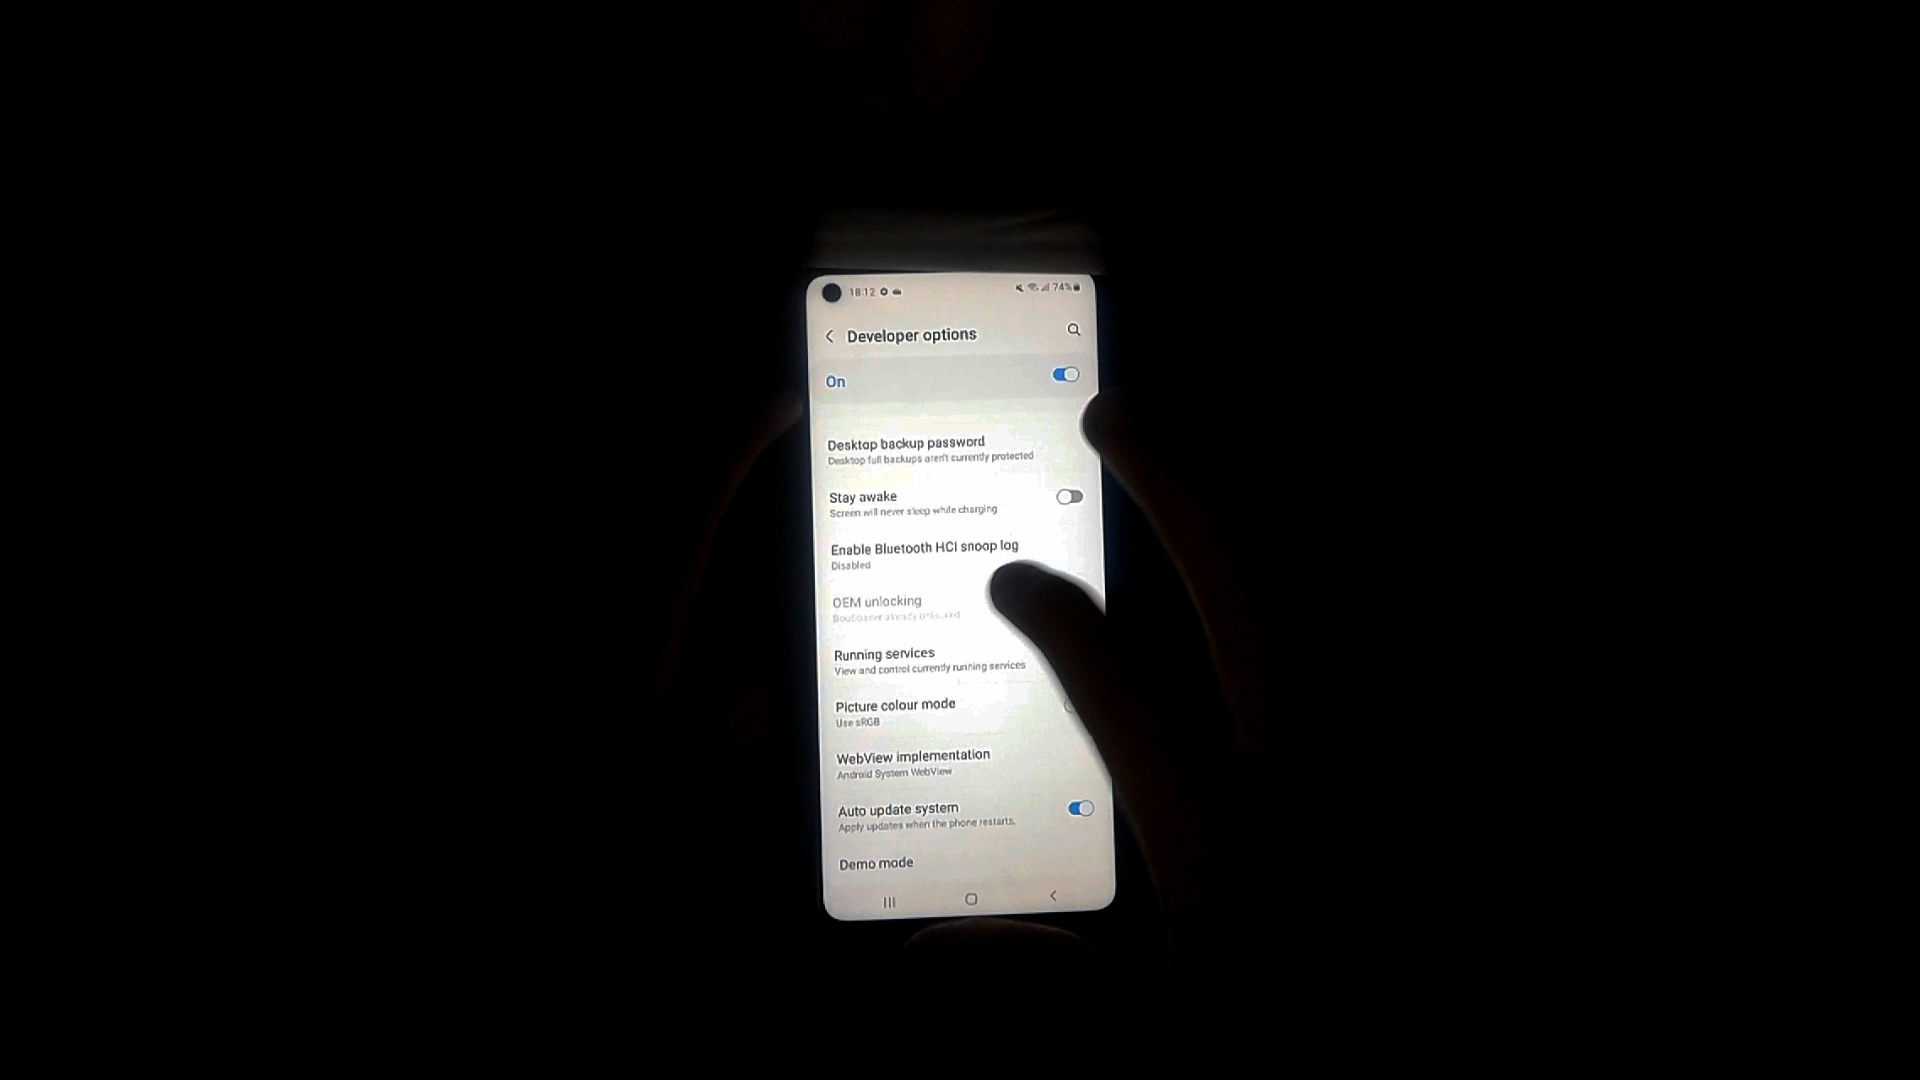 18:12 74%
Developer options
On
Desktop backup password
Desktop full backups aren't currently protected
Stay awake
Screen will never sleep while charging
Enable Bluetooth HCI snoop log
Disabled
OEM unlocking
Bootloader already unlocked
Running services
View and control currently running services
Picture colour mode
Use sRGB
WebView implementation
Android System WebView
Auto update system
Apply updates when the phone restarts.
Demo mode